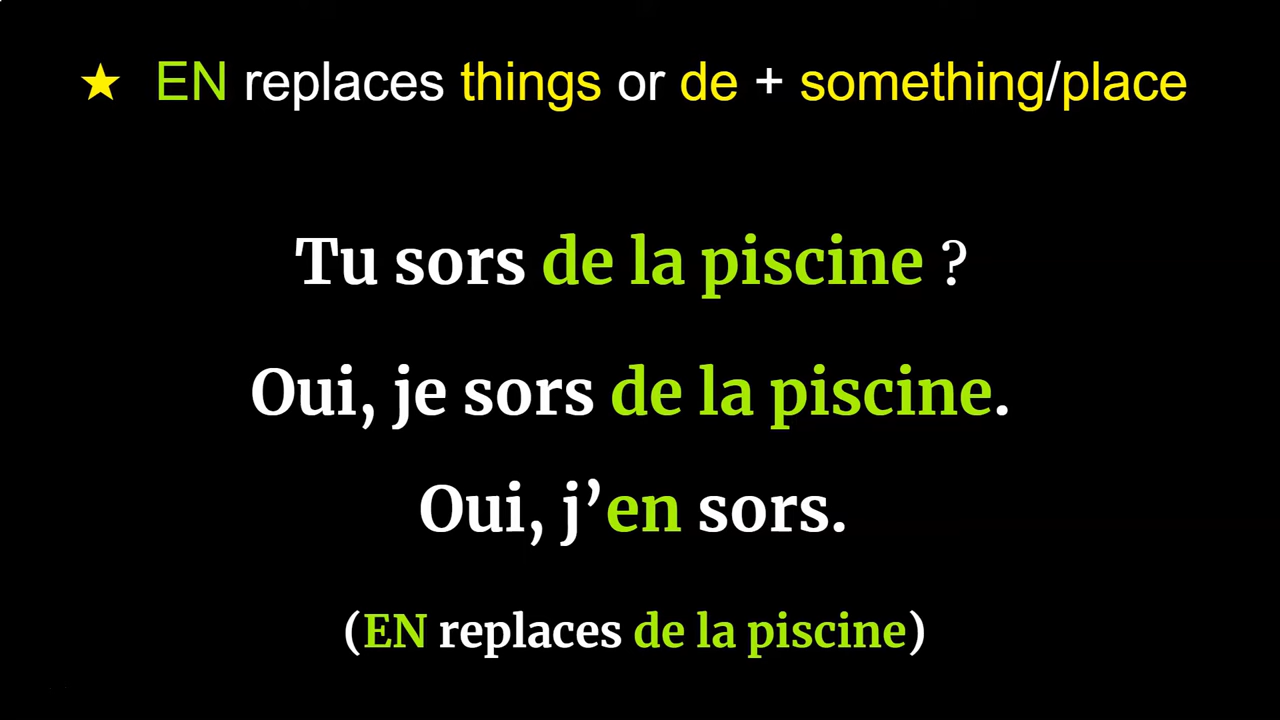 ★ EN replaces things or de + something/place
Tu sors de la piscine ?
Oui, je sors de la piscine.
Oui, j’en sors.
(EN replaces de la piscine)